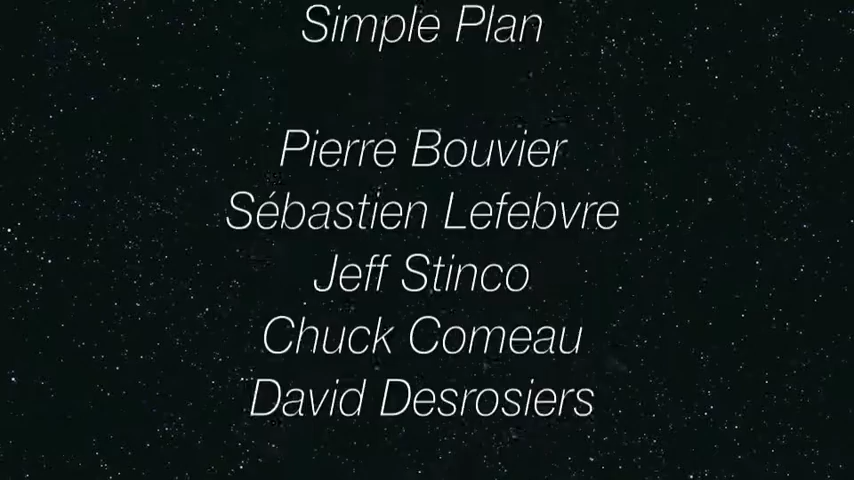 Simple Plan
Pierre Bouvier
Sébastien Lefebvre
Jeff Stinco
Chuck Comeau
David Desrosiers